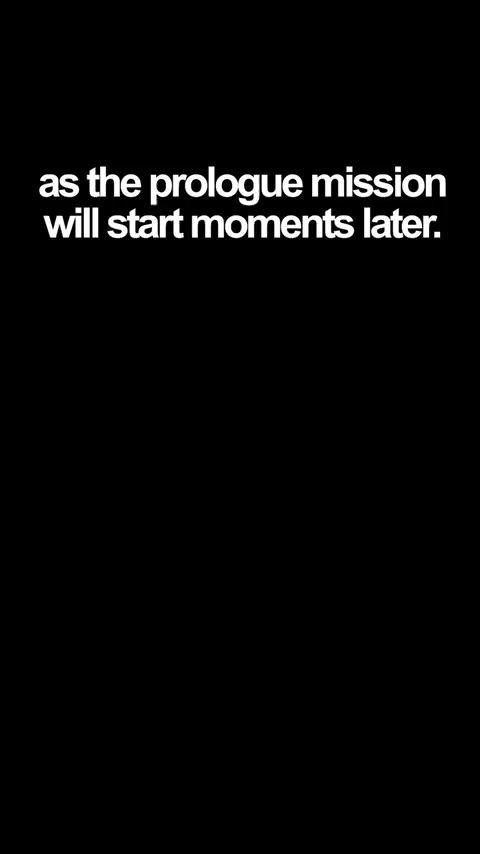 as the prologue mission
will start moments later.